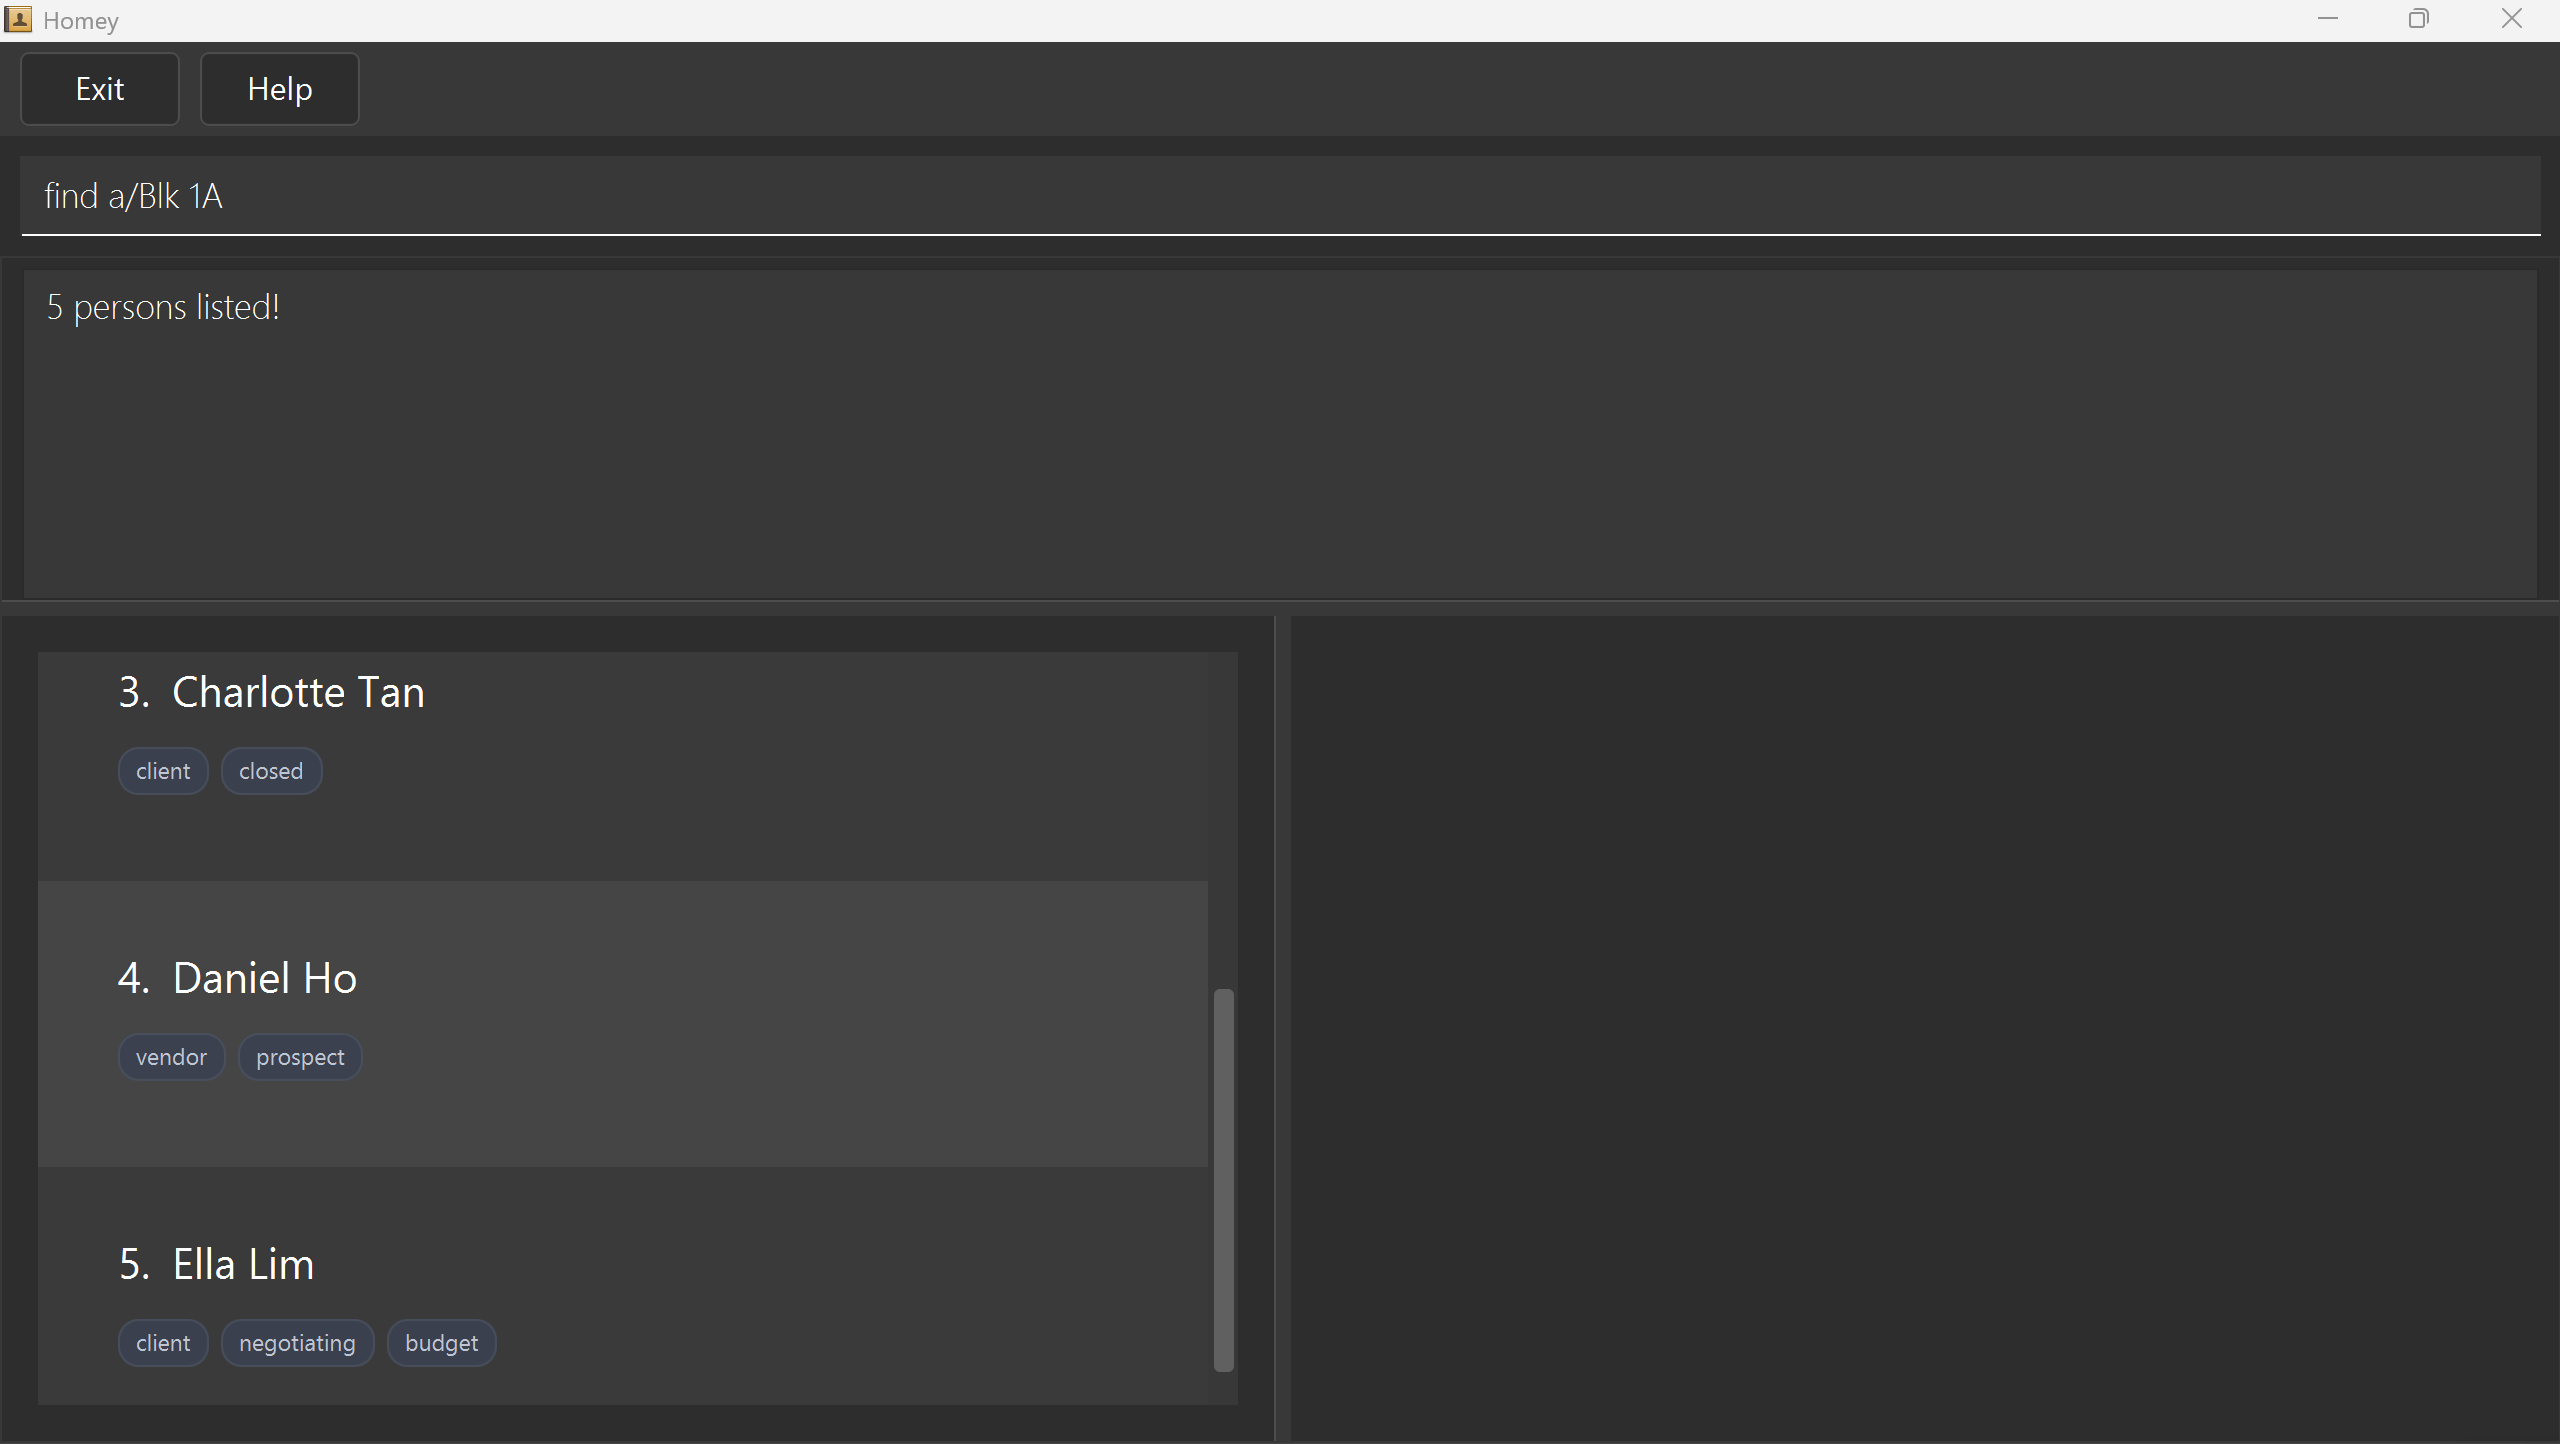 Homey
Exit Help
find a/Blk 1A
5 persons listed!
3. Charlotte Tan
client closed
4. Daniel Ho
vendor prospect
5. Ella Lim
client negotiating budget